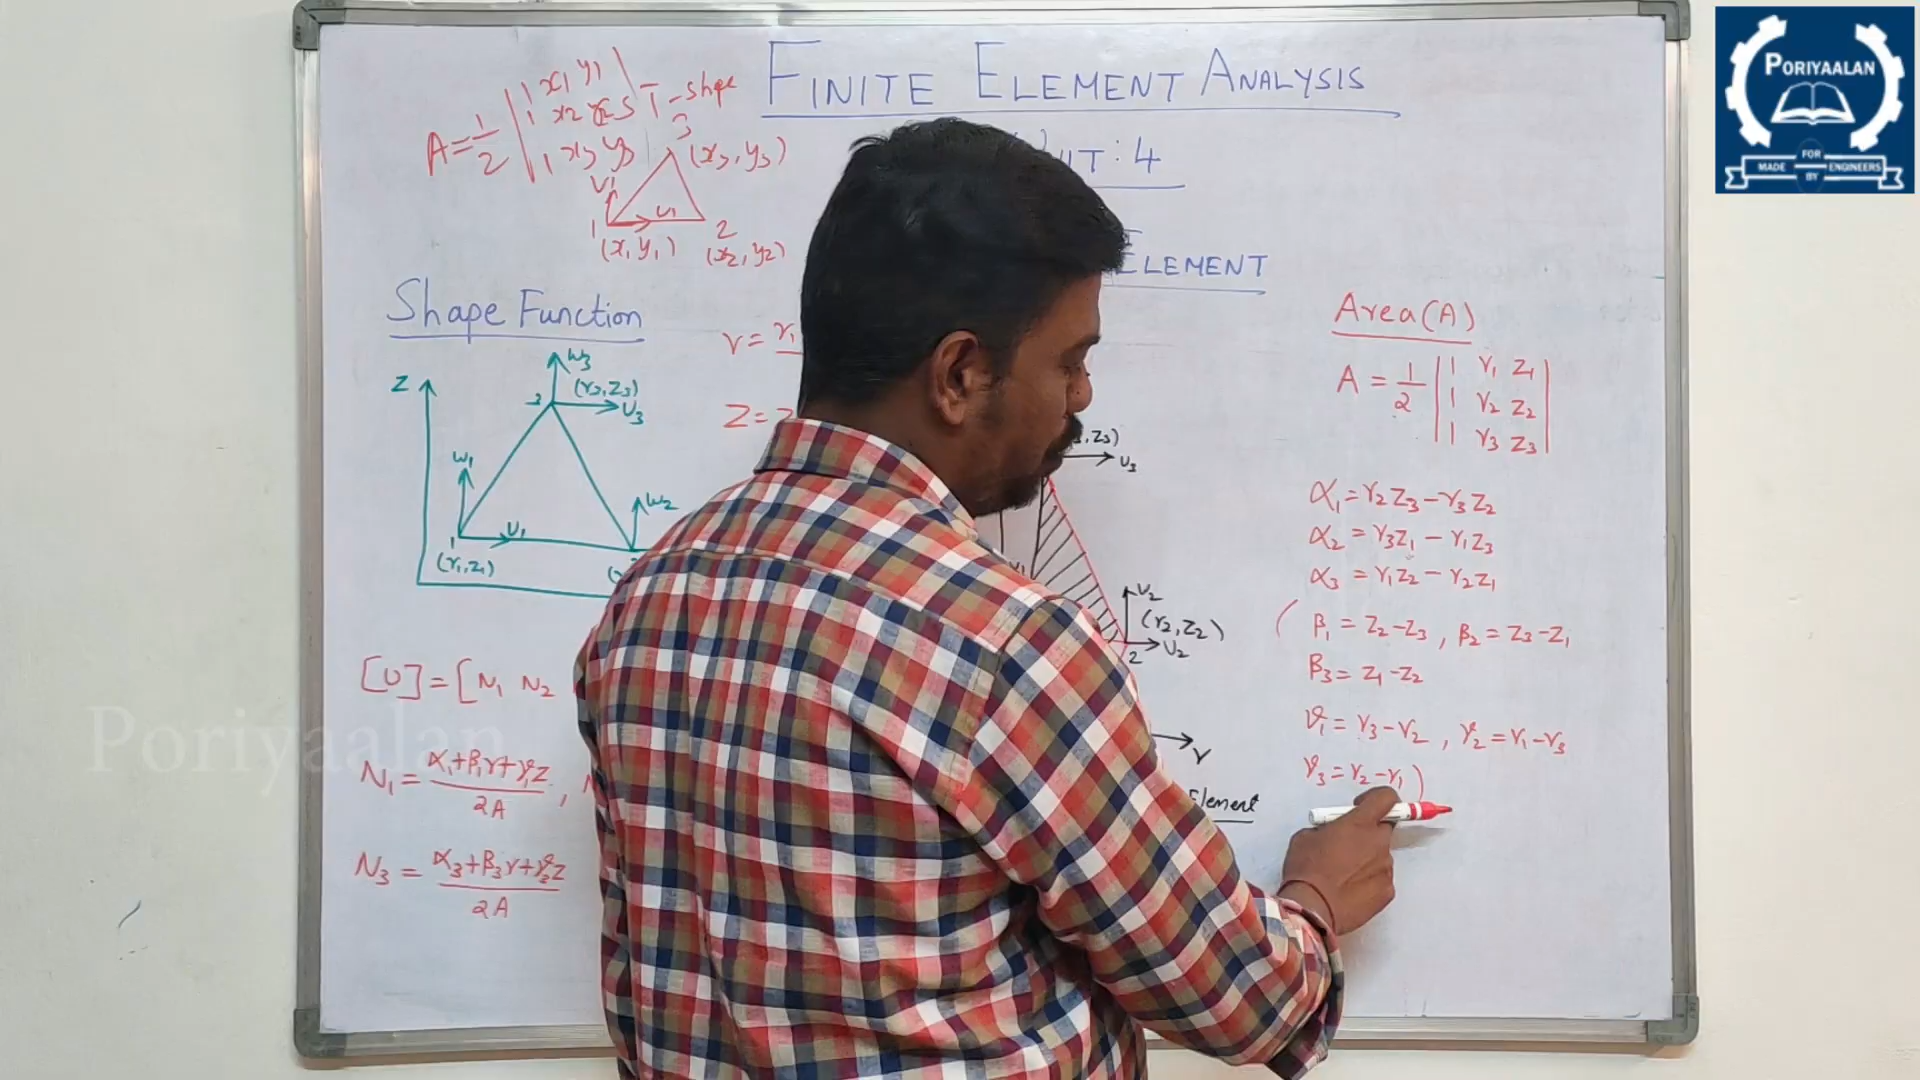 FINITE ELEMENT ANALYSIS
: 4
ELEMENT
A = 1/2 | 1 x1 y1
1 x2 y2
1 x3 y3 |
T-shape
3
(x3, y3)
V1
U1
1
(x1 y1)
2
(x2, y2)
Shape Function
Z
W3
(r3, Z3)
3
U3
W1
W2
1
U1
(r1, Z1)
r = r1
Z = Z
[U] = [N1 N2
N1 = α1+β1r+γ1z / 2A ,
N3 = α3+β3r+γ3z / 2A
, Z3)
U3
U2
(r2, Z2)
U2
2
r
Element
Area(A)
A = 1/2 | 1 r1 Z1
1 r2 Z2
1 r3 Z3 |
α1 = r2Z3 - r3Z2
α2 = r3Z1 - r1Z3
α3 = r1Z2 - r2Z1
( β1 = Z2-Z3, β2 = Z3-Z1
β3 = Z1-Z2
γ1 = r3-r2, γ2 = r1-r3
γ3 = r2-r1 )
PORIYAALAN
MADE FOR BY ENGINEERS
Poriyaalan